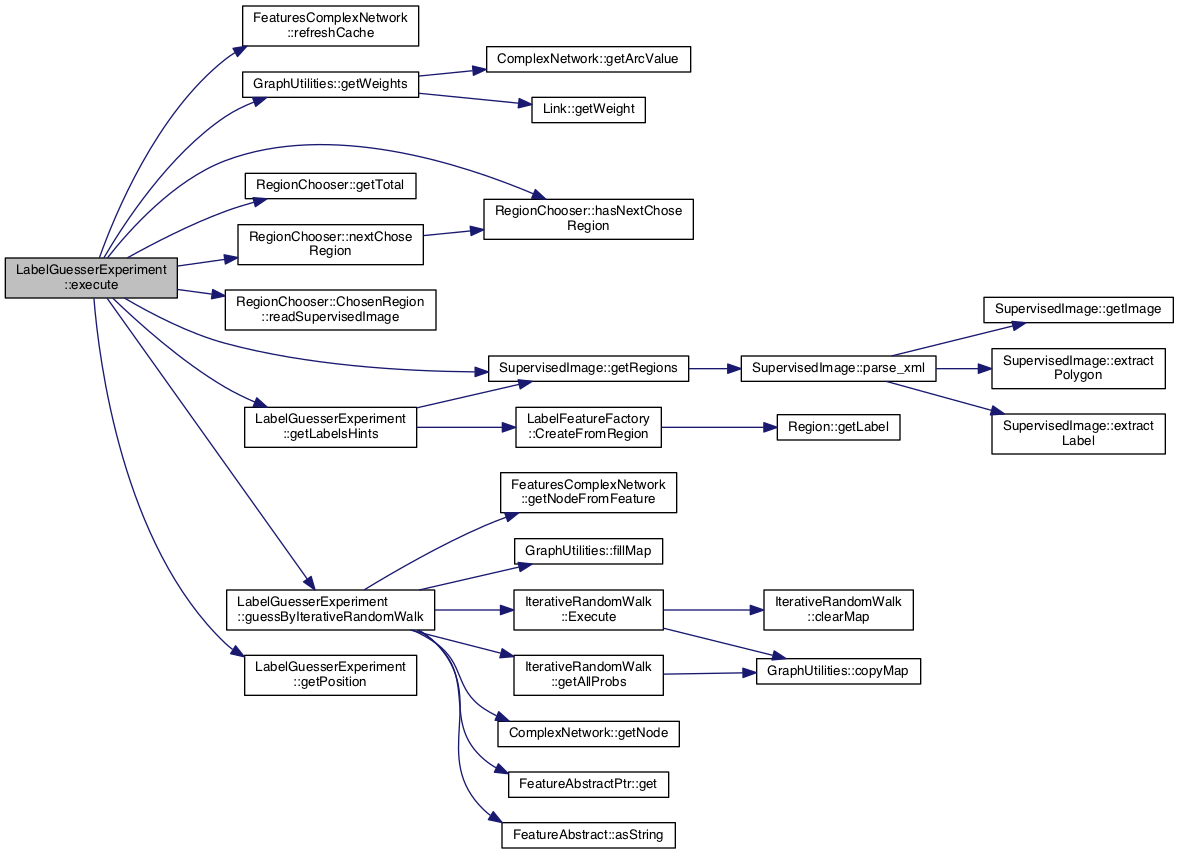 FeaturesComplexNetwork
::refreshCache
ComplexNetwork::getArcValue
GraphUtilities::getWeights
Link::getWeight
RegionChooser::getTotal
RegionChooser::hasNextChose
Region
RegionChooser::nextChose
Region
LabelGuesserExperiment
::execute
RegionChooser::ChosenRegion
::readSupervisedImage
SupervisedImage::getImage
SupervisedImage::getRegions
SupervisedImage::parse_xml
SupervisedImage::extract
Polygon
LabelGuesserExperiment
::getLabelsHints
LabelFeatureFactory
::CreateFromRegion
Region::getLabel
SupervisedImage::extract
Label
FeaturesComplexNetwork
::getNodeFromFeature
GraphUtilities::fillMap
LabelGuesserExperiment
::guessByIterativeRandomWalk
IterativeRandomWalk
::Execute
IterativeRandomWalk
::clearMap
LabelGuesserExperiment
::getPosition
IterativeRandomWalk
::getAllProbs
GraphUtilities::copyMap
ComplexNetwork::getNode
FeatureAbstractPtr::get
FeatureAbstract::asString